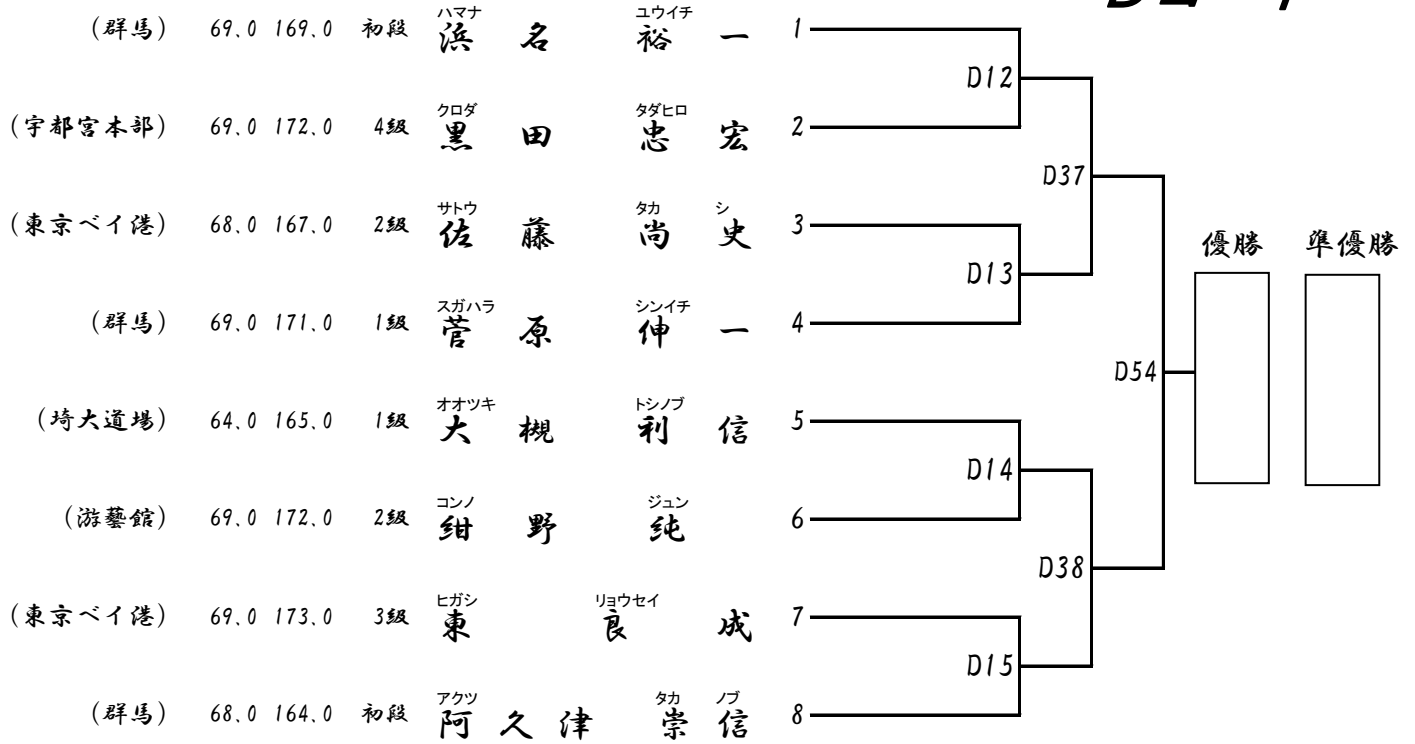 ハマナ ユウイチ
(群馬) 69.0 169.0 初段 浜名 裕一 1
D12
クロダ タダヒロ
(宇都宮本部) 69.0 172.0 4級 黒田 忠宏 2
D37
サトウ タカ シ
(東京ベイ港) 68.0 167.0 2級 佐藤 尚史 3
優勝 準優勝
D13
スガハラ シンイチ
(群馬) 69.0 171.0 1級 菅原 伸一 4
D54
オオツキ トシノブ
(埼大道場) 64.0 165.0 1級 大槻 利信 5
D14
コンノ ジュン
(游藝館) 69.0 172.0 2級 紺野 純 6
D38
ヒガシ リョウセイ
(東京ベイ港) 69.0 173.0 3級 東 良成 7
D15
アクツ タカ ノブ
(群馬) 68.0 164.0 初段 阿久津 崇信 8